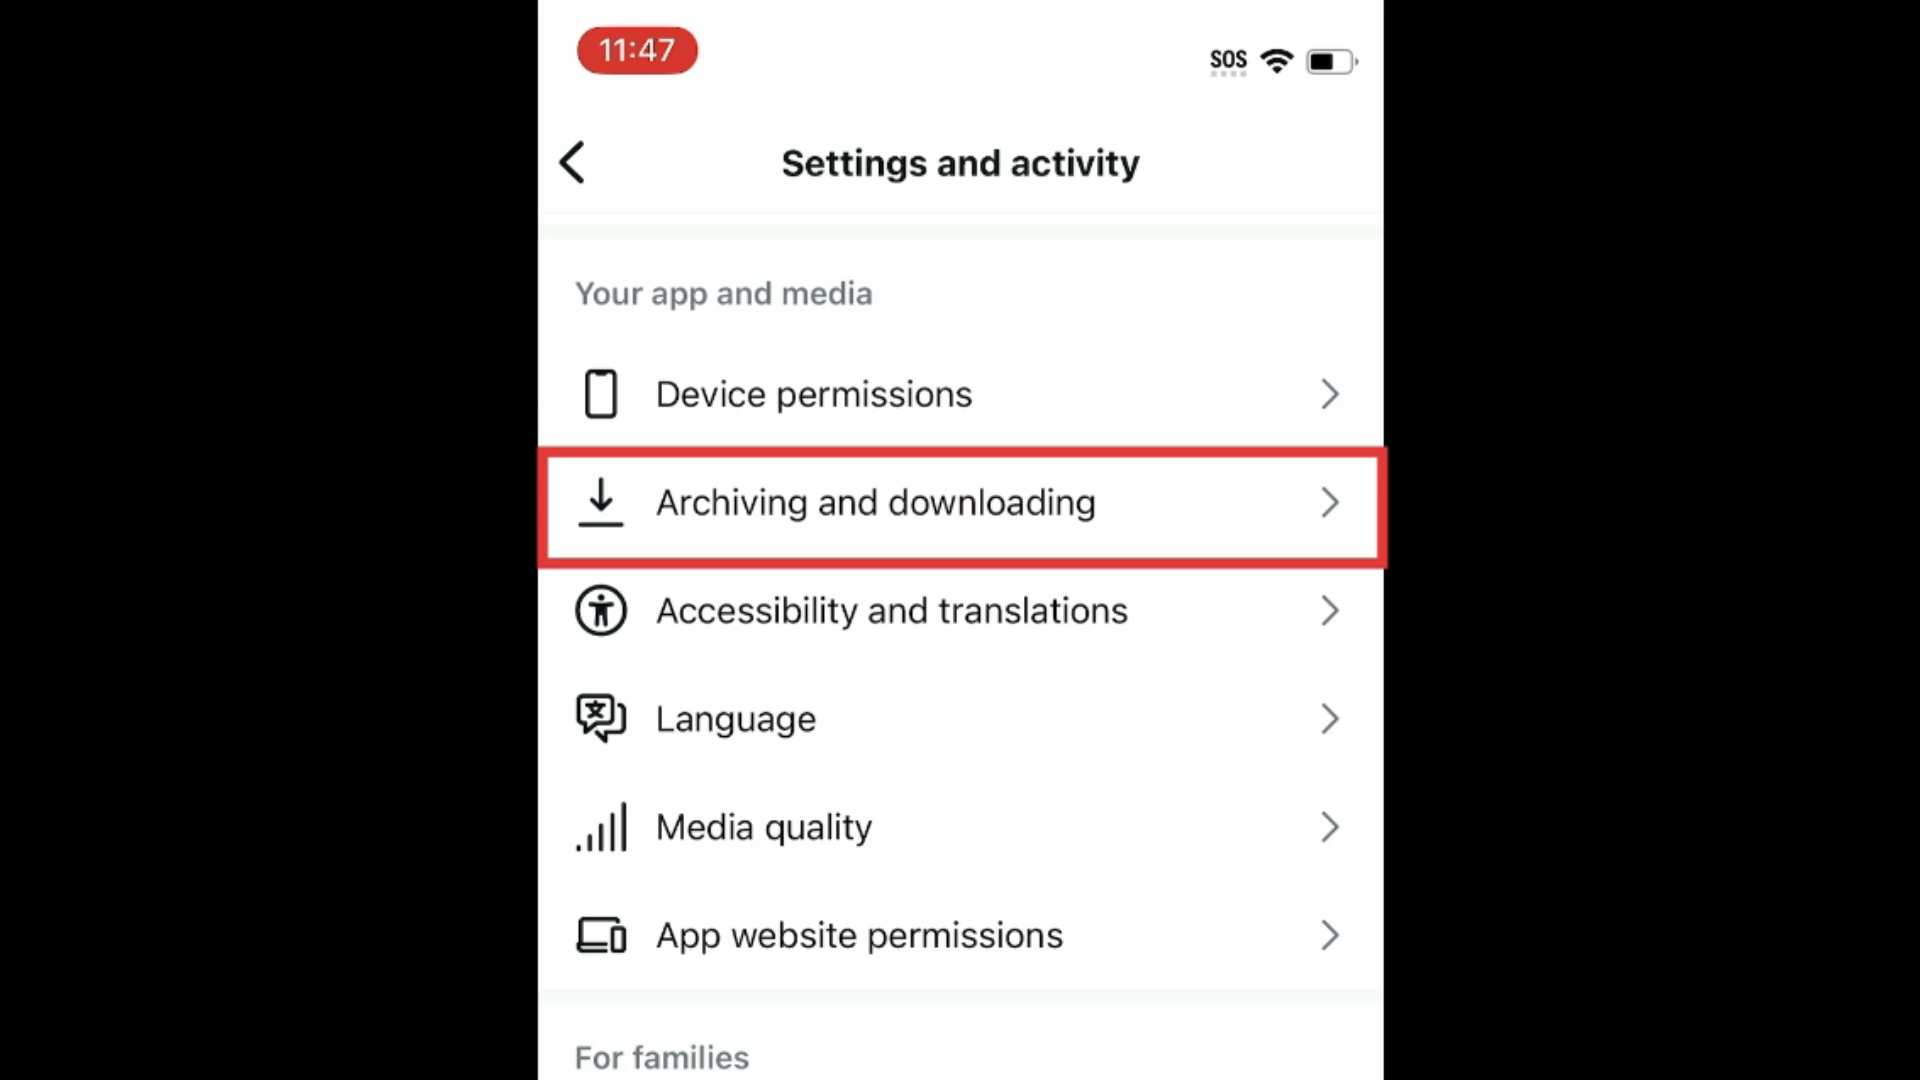 11:47
SOS
Settings and activity
Your app and media
Device permissions
Archiving and downloading
Accessibility and translations
Language
Media quality
App website permissions
For families